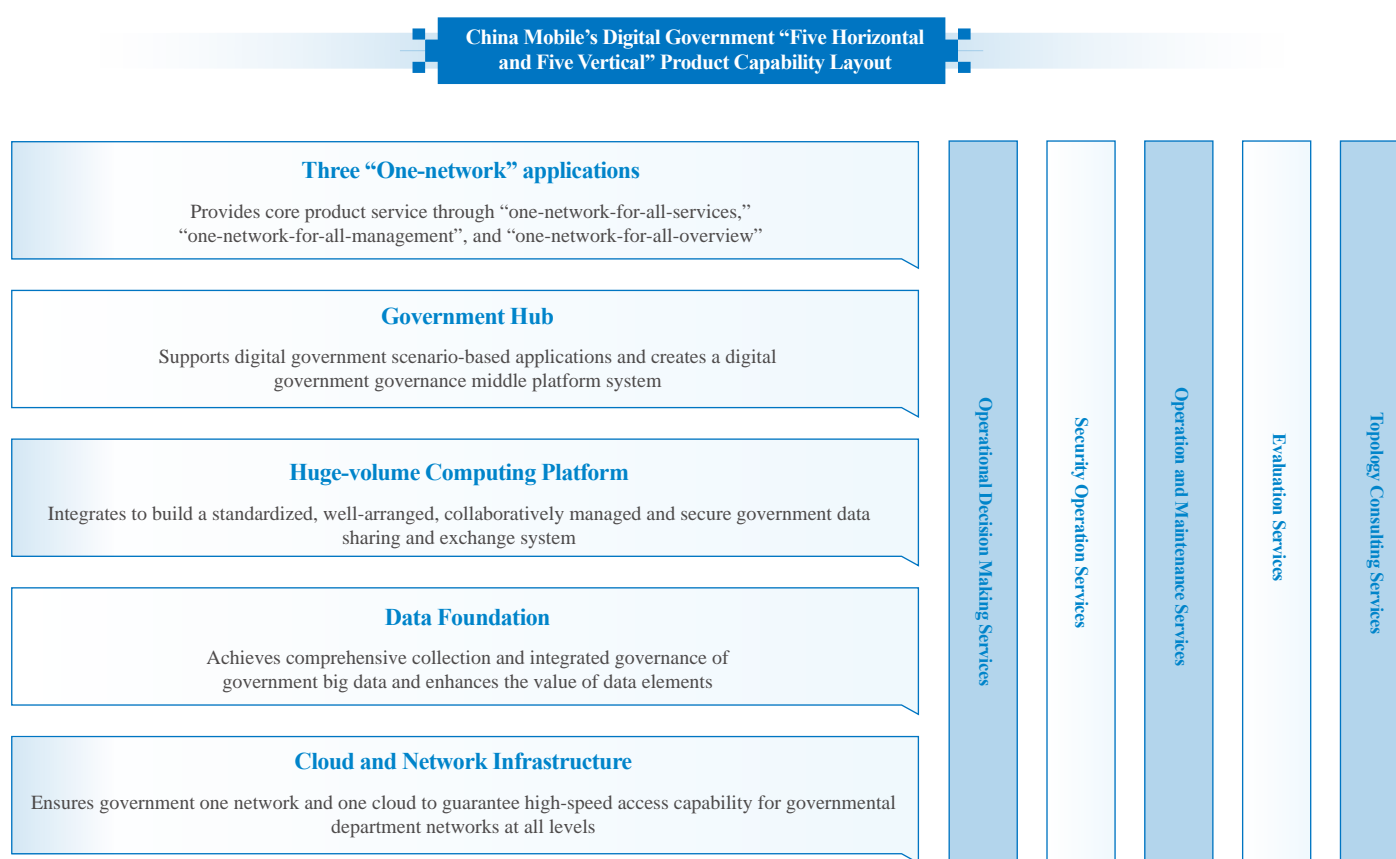 China Mobile’s Digital Government “Five Horizontal
and Five Vertical” Product Capability Layout
Three “One-network” applications
Provides core product service through “one-network-for-all-services,”
“one-network-for-all-management”, and “one-network-for-all-overview”
Government Hub
Supports digital government scenario-based applications and creates a digital
government governance middle platform system
Huge-volume Computing Platform
Integrates to build a standardized, well-arranged, collaboratively managed and secure government data
sharing and exchange system
Data Foundation
Achieves comprehensive collection and integrated governance of
government big data and enhances the value of data elements
Cloud and Network Infrastructure
Ensures government one network and one cloud to guarantee high-speed access capability for governmental
department networks at all levels
Operational Decision Making Services
Security Operation Services
Operation and Maintenance Services
Evaluation Services
Topology Consulting Services